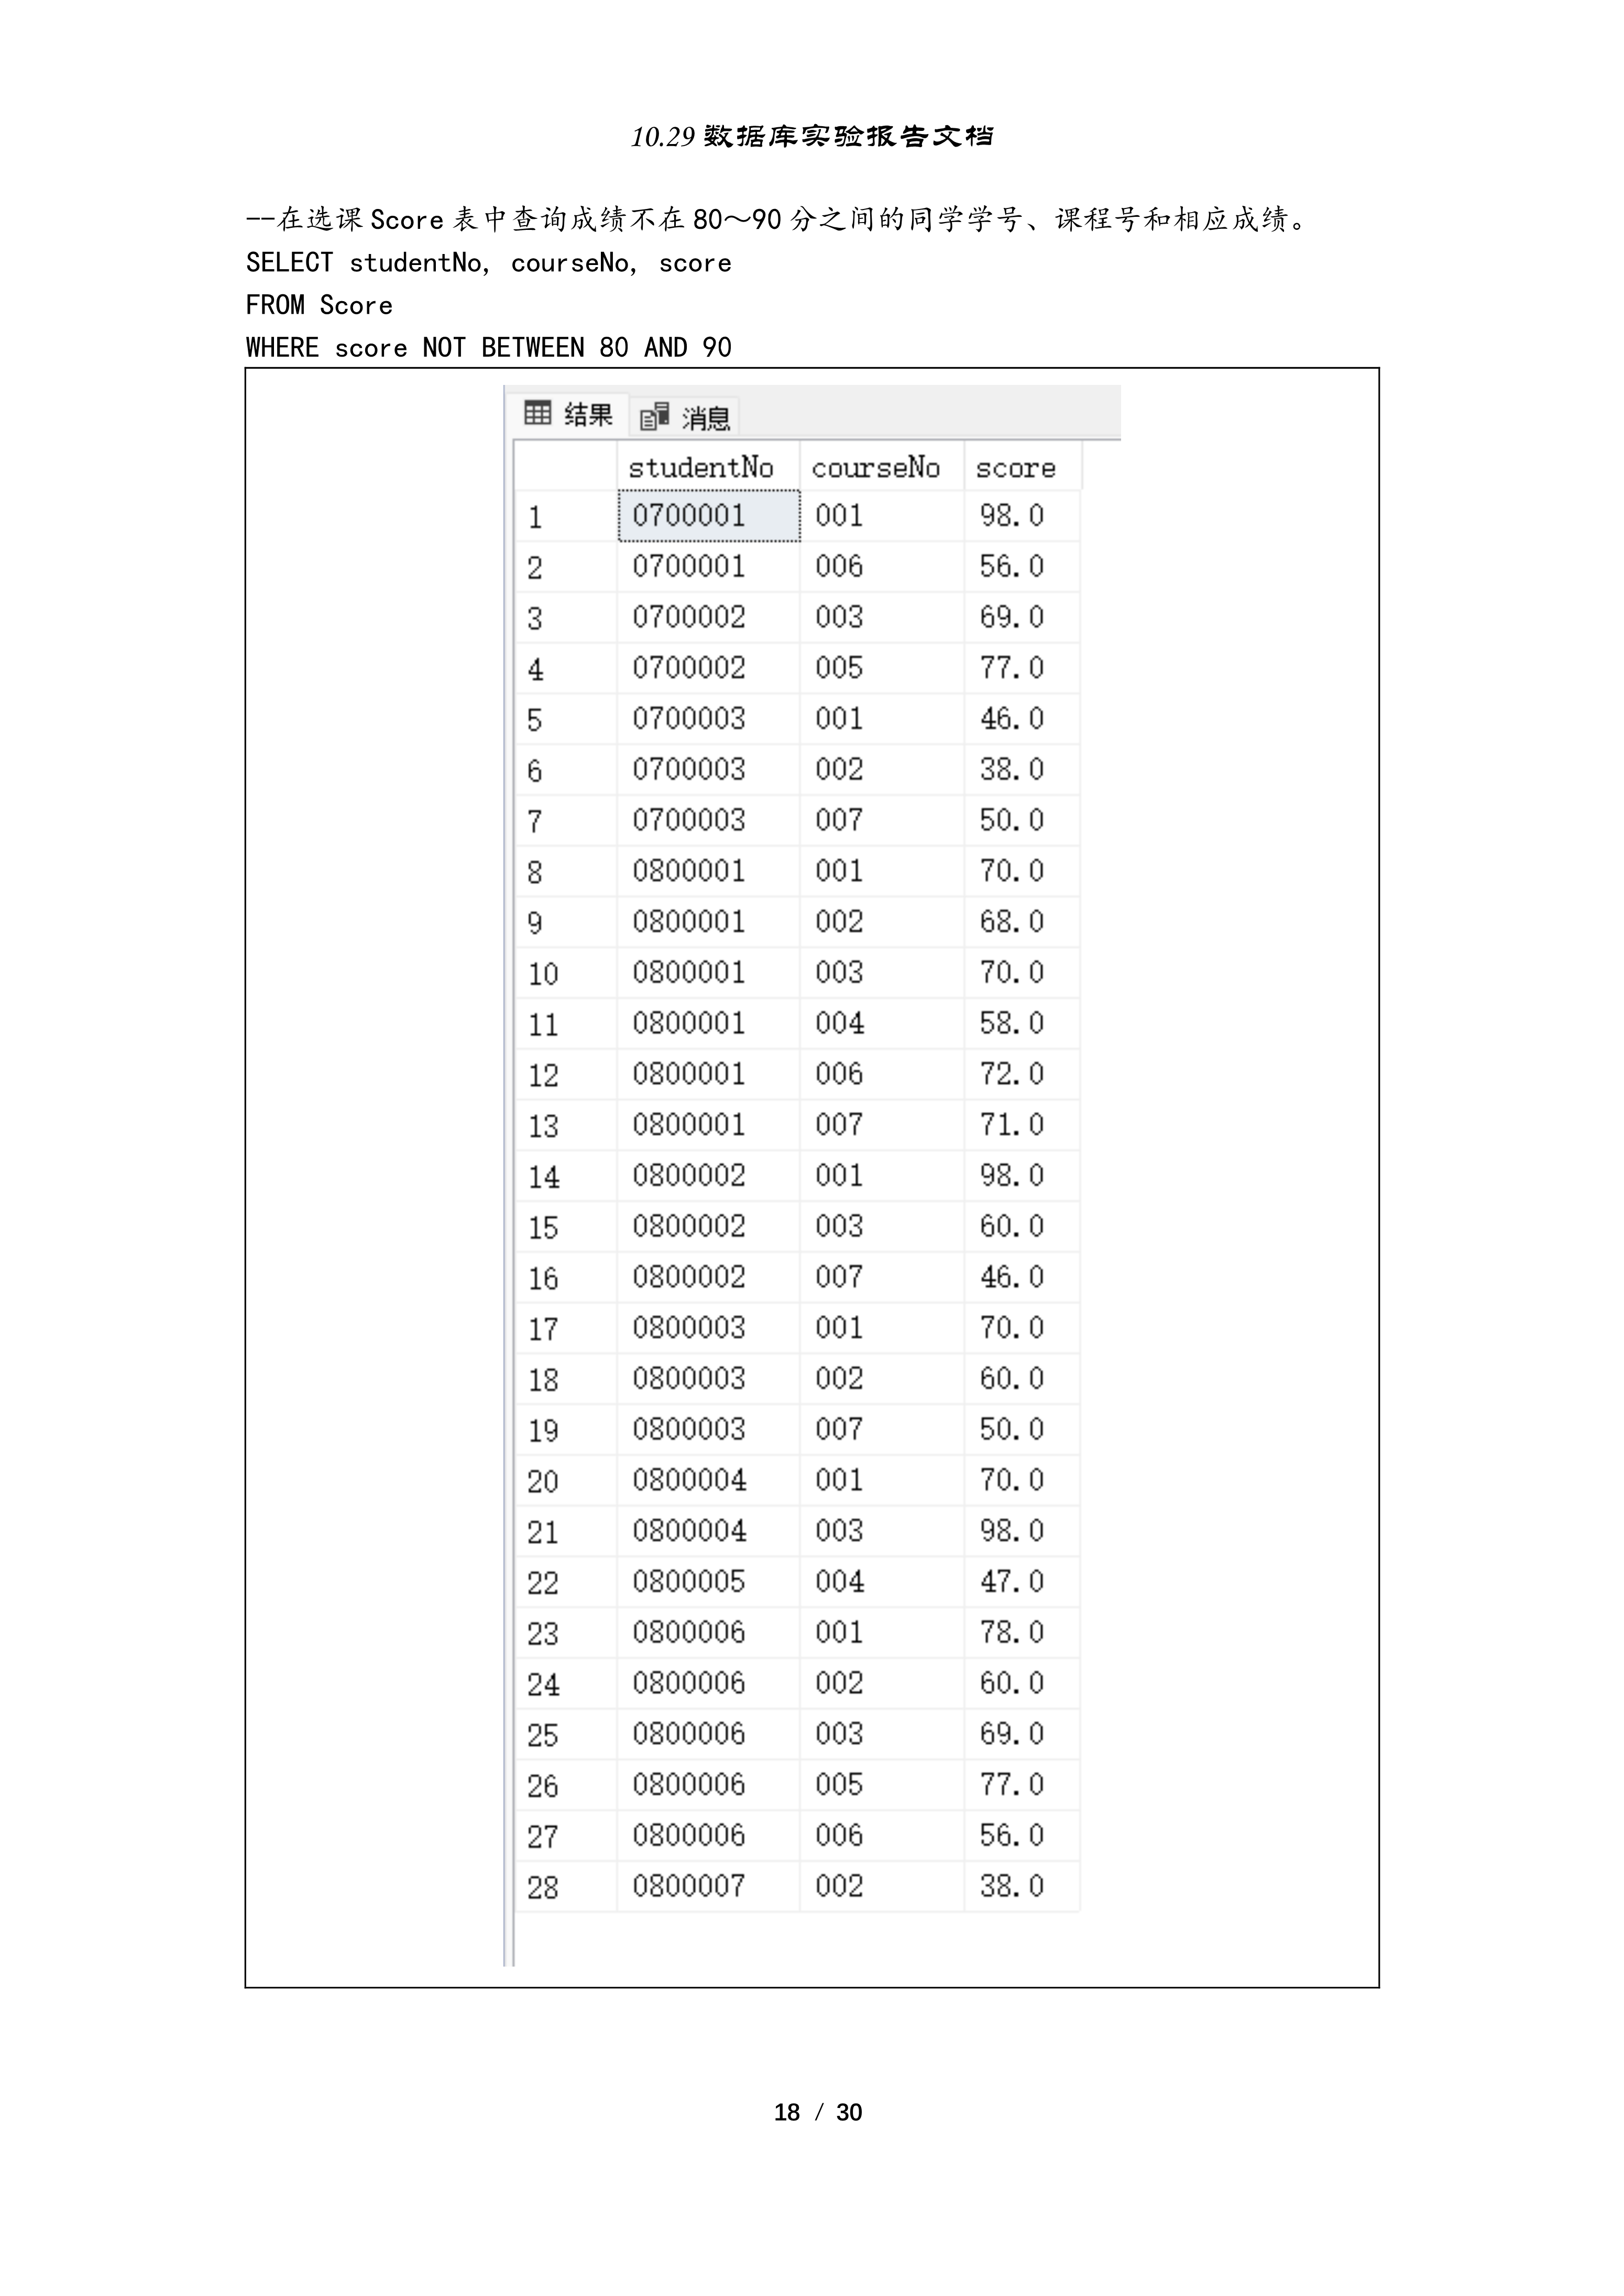 10.29 数据库实验报告文档
--在选课 Score 表中查询成绩不在 80～90 分之间的同学学号、课程号和相应成绩。
SELECT studentNo, courseNo, score
FROM Score
WHERE score NOT BETWEEN 80 AND 90
结果 消息
studentNo courseNo score
1 0700001 001 98.0
2 0700001 006 56.0
3 0700002 003 69.0
4 0700002 005 77.0
5 0700003 001 46.0
6 0700003 002 38.0
7 0700003 007 50.0
8 0800001 001 70.0
9 0800001 002 68.0
10 0800001 003 70.0
11 0800001 004 58.0
12 0800001 006 72.0
13 0800001 007 71.0
14 0800002 001 98.0
15 0800002 003 60.0
16 0800002 007 46.0
17 0800003 001 70.0
18 0800003 002 60.0
19 0800003 007 50.0
20 0800004 001 70.0
21 0800004 003 98.0
22 0800005 004 47.0
23 0800006 001 78.0
24 0800006 002 60.0
25 0800006 003 69.0
26 0800006 005 77.0
27 0800006 006 56.0
28 0800007 002 38.0
18 / 30